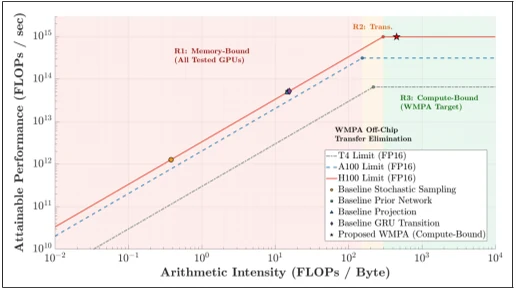 R2: Trans.
R1: Memory-Bound
(All Tested GPUs)
R3: Compute-Bound
(WMPA Target)
WMPA Off-Chip
Transfer Elimination
T4 Limit (FP16)
A100 Limit (FP16)
H100 Limit (FP16)
Baseline Stochastic Sampling
Baseline Prior Network
Baseline Projection
Baseline GRU Transition
Proposed WMPA (Compute-Bound)
Attainable Performance (FLOPs / sec)
10¹⁵
10¹⁴
10¹³
10¹²
10¹¹
10¹⁰
10⁻² 10⁻¹ 10⁰ 10¹ 10² 10³ 10⁴
Arithmetic Intensity (FLOPs / Byte)